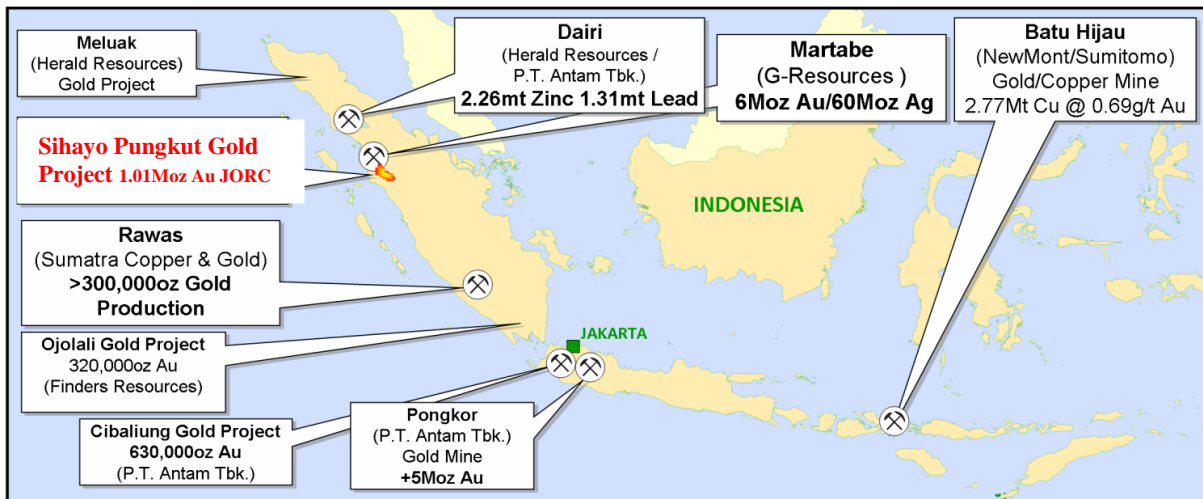 Meluak
(Herald Resources)
Gold Project
Dairi
(Herald Resources /
P.T. Antam Tbk.)
2.26mt Zinc 1.31mt Lead
Martabe
(G-Resources )
6Moz Au/60Moz Ag
Batu Hijau
(NewMont/Sumitomo)
Gold/Copper Mine
2.77Mt Cu @ 0.69g/t Au
Sihayo Pungkut Gold
Project 1.01Moz Au JORC
INDONESIA
Rawas
(Sumatra Copper & Gold)
>300,000oz Gold
Production
Ojolali Gold Project
320,000oz Au
(Finders Resources)
JAKARTA
Cibaliung Gold Project
630,000oz Au
(P.T. Antam Tbk.)
Pongkor
(P.T. Antam Tbk.)
Gold Mine
+5Moz Au